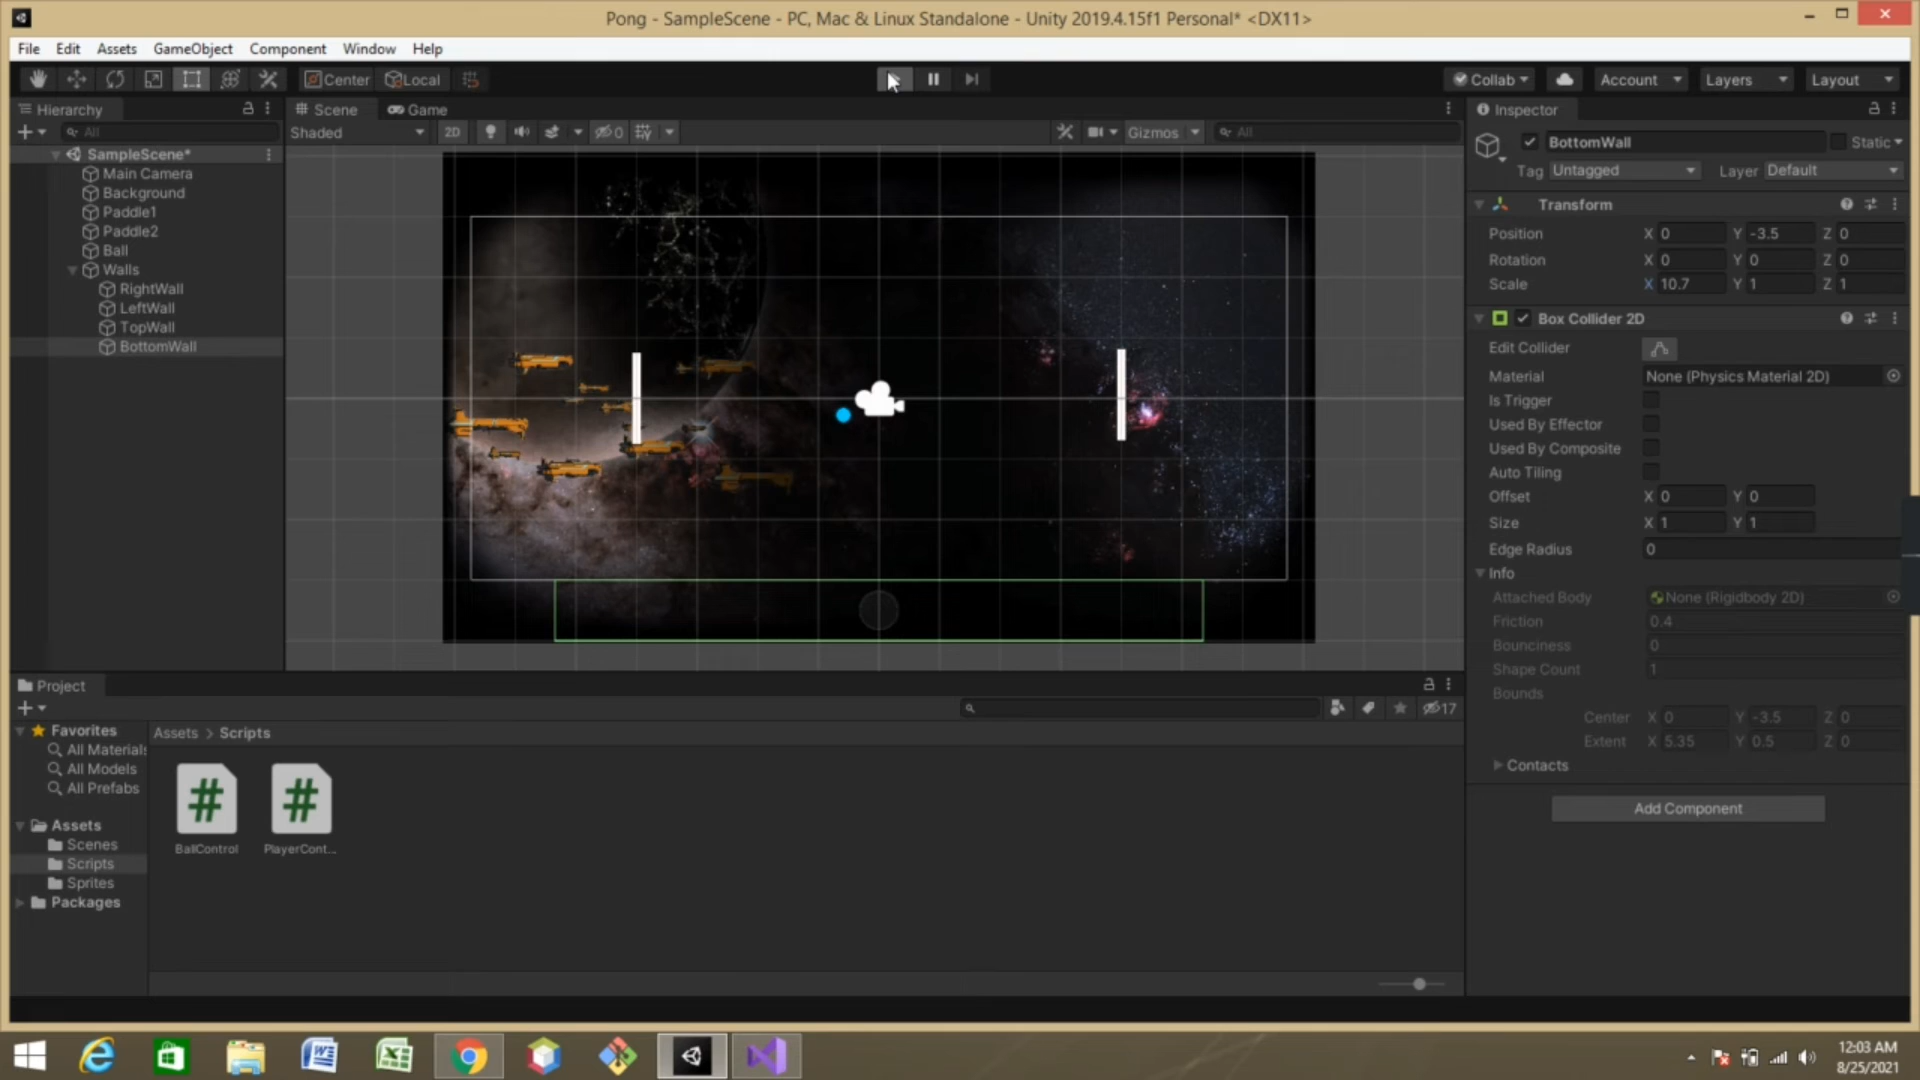 Pong - SampleScene - PC, Mac & Linux Standalone - Unity 2019.4.15f1 Personal* <DX11>
File Edit Assets GameObject Component Window Help
Center Local Collab Account Layers Layout
Hierarchy
All
SampleScene*
Main Camera
Background
Paddle1
Paddle2
Ball
Walls
RightWall
LeftWall
TopWall
BottomWall
Scene Game
Shaded 2D 0 Gizmos All
Inspector
BottomWall Static
Tag Untagged Layer Default
Transform
Position X 0 Y -3.5 Z 0
Rotation X 0 Y 0 Z 0
Scale X 10.7 Y 1 Z 1
Box Collider 2D
Edit Collider
Material None (Physics Material 2D)
Is Trigger
Used By Effector
Used By Composite
Auto Tiling
Offset X 0 Y 0
Size X 1 Y 1
Edge Radius 0
Info
Attached Body None (Rigidbody 2D)
Friction 0.4
Bounciness 0
Shape Count 1
Bounds
Center X 0 Y -3.5 Z 0
Extent X 5.35 Y 0.5 Z 0
Contacts
Add Component
Project
17
Favorites
All Materials
All Models
All Prefabs
Assets
Scenes
Scripts
Sprites
Packages
Assets > Scripts
BallControl PlayerCont...
12:03 AM
8/25/2021